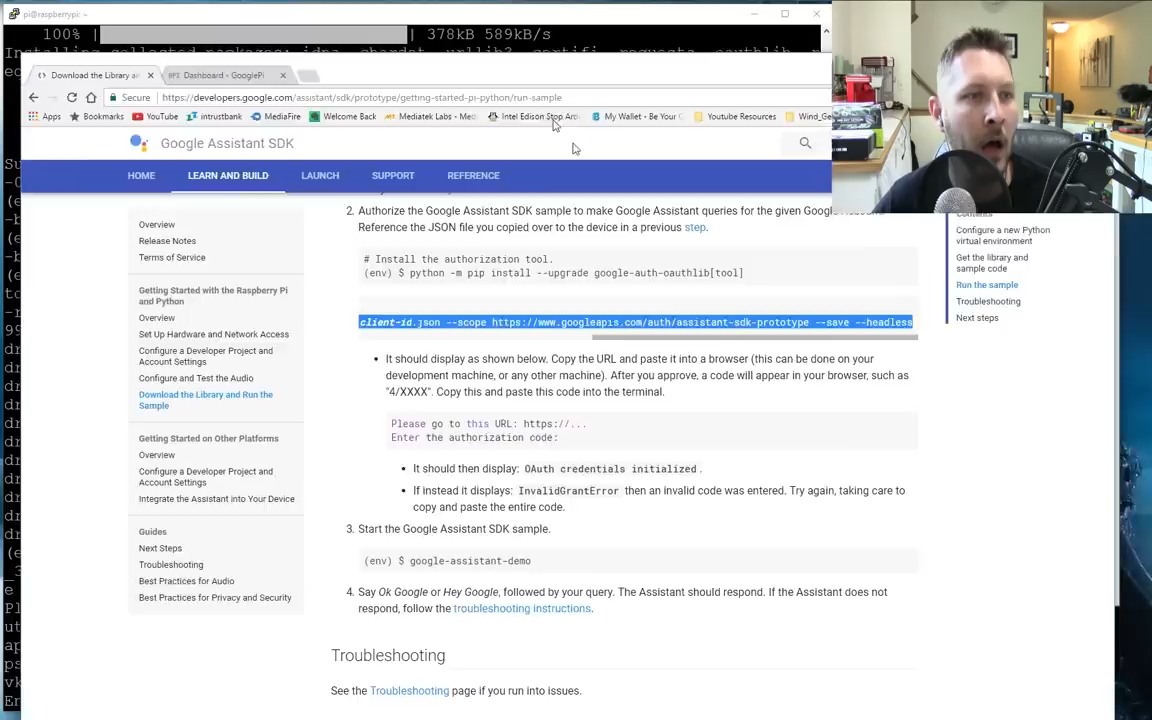 pi@raspberrypi: ~
100% | | 378kB 589kB/s
Installing collected packages: idna, chardet, urllib3, certifi, requests, oauthlib,
Download the Library an
Dashboard - GooglePi
Secure https://developers.google.com/assistant/sdk/prototype/getting-started-pi-python/run-sample
Apps Bookmarks YouTube intrustbank MediaFire Welcome Back Mediatek Labs - Med Intel Edison Stop My Wallet - Be Your Youtube Resources Wind_Ge
Google Assistant SDK
HOME LEARN AND BUILD LAUNCH SUPPORT REFERENCE
Overview
Release Notes
Terms of Service
Getting Started with the Raspberry Pi
and Python
Overview
Set Up Hardware and Network Access
Configure a Developer Project and
Account Settings
Configure and Test the Audio
Download the Library and Run the
Sample
Getting Started on Other Platforms
Overview
Configure a Developer Project and
Account Settings
Integrate the Assistant into Your Device
Guides
Next Steps
Troubleshooting
Best Practices for Audio
Best Practices for Privacy and Security
2. Authorize the Google Assistant SDK sample to make Google Assistant queries for the given
Reference the JSON file you copied over to the device in a previous step.
# Install the authorization tool.
(env) $ python -m pip install --upgrade google-auth-oauthlib[tool]
client-id.json --scope https://www.googleapis.com/auth/assistant-sdk-prototype --save --headless
• It should display as shown below. Copy the URL and paste it into a browser (this can be done on your
development machine, or any other machine). After you approve, a code will appear in your browser, such as
"4/XXXX". Copy this and paste this code into the terminal.
Please go to this URL: https://...
Enter the authorization code:
• It should then display: OAuth credentials initialized.
• If instead it displays: InvalidGrantError then an invalid code was entered. Try again, taking care to
copy and paste the entire code.
3. Start the Google Assistant SDK sample.
(env) $ google-assistant-demo
4. Say Ok Google or Hey Google, followed by your query. The Assistant should respond. If the Assistant does not
respond, follow the troubleshooting instructions.
Troubleshooting
See the Troubleshooting page if you run into issues.
Contents
Configure a new Python
virtual environment
Get the library and
sample code
Run the sample
Troubleshooting
Next steps